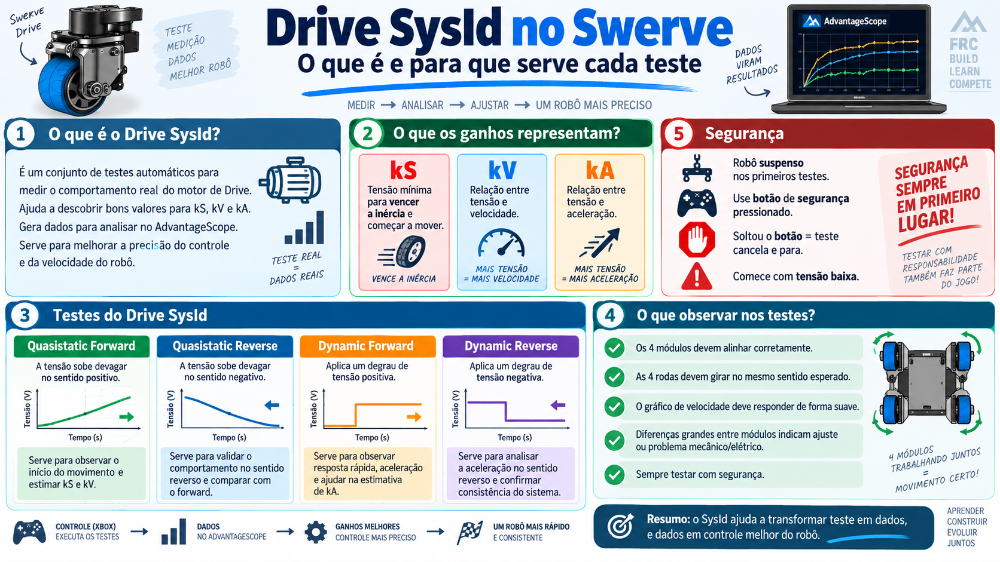 Swerve
Drive
TESTE
MEDIÇÃO
DADOS
MELHOR ROBÔ
Drive SysId no Swerve
O que é e para que serve cada teste
MEDIR → ANALISAR → AJUSTAR → UM ROBÔ MAIS PRECISO
DADOS
VIRAM
RESULTADOS
AdvantageScope
FRC
BUILD
LEARN
COMPETE
1 O que é o Drive SysId?
É um conjunto de testes automáticos para
medir o comportamento real do motor de Drive.
Ajuda a descobrir bons valores para kS, kV e kA.
Gera dados para analisar no AdvantageScope.
Serve para melhorar a precisão do controle
e da velocidade do robô.
TESTE REAL
=
DADOS REAIS
2 O que os ganhos representam?
kS
Tensão mínima
para vencer
a inércia e
começar a mover.
VENCE A INÉRCIA
kV
Relação entre
tensão e
velocidade.
MAIS TENSÃO
= MAIS VELOCIDADE
kA
Relação entre
tensão e
aceleração.
MAIS TENSÃO
= MAIS ACELERAÇÃO
5 Segurança
Robô suspenso
nos primeiros testes.
Use botão de segurança
pressionado.
Soltou o botão = teste
cancela e para.
Comece com tensão baixa.
SEGURANÇA
SEMPRE
EM PRIMEIRO
LUGAR!
TESTAR COM
RESPONSABILIDADE
TAMBÉM FAZ PARTE
DO JOGO!
3 Testes do Drive SysId
Quasistatic Forward
A tensão sobe devagar
no sentido positivo.
Tensão (V)
Tempo (s)
Serve para observar o
início do movimento e
estimar kS e kV.
Quasistatic Reverse
A tensão sobe devagar
no sentido negativo.
Tensão (V)
Tempo (s)
Serve para validar o
comportamento no sentido
reverso e comparar com
o forward.
Dynamic Forward
Aplica um degrau de
tensão positiva.
Tensão (V)
Tempo (s)
Serve para observar
resposta rápida, aceleração
e ajudar na estimativa
de kA.
Dynamic Reverse
Aplica um degrau de
tensão negativa.
Tensão (V)
Tempo (s)
Serve para analisar
a aceleração no sentido
reverso e confirmar
consistência do sistema.
4 O que observar nos testes?
Os 4 módulos devem alinhar corretamente.
As 4 rodas devem girar no mesmo sentido esperado.
O gráfico de velocidade deve responder de forma suave.
Diferenças grandes entre módulos indicam ajuste
ou problema mecânico/elétrico.
Sempre testar com segurança.
4 MÓDULOS
TRABALHANDO JUNTOS
=
MOVIMENTO CERTO!
CONTROLE (XBOX)
EXECUTA OS TESTES
DADOS
NO ADVANTAGESCOPE
GANHOS MELHORES
CONTROLE MAIS PRECISO
UM ROBÔ MAIS RÁPIDO
E CONSISTENTE
Resumo: o SysId ajuda a transformar teste em dados,
e dados em controle melhor do robô.
APRENDER
CONSTRUIR
EVOLUIR
JUNTOS